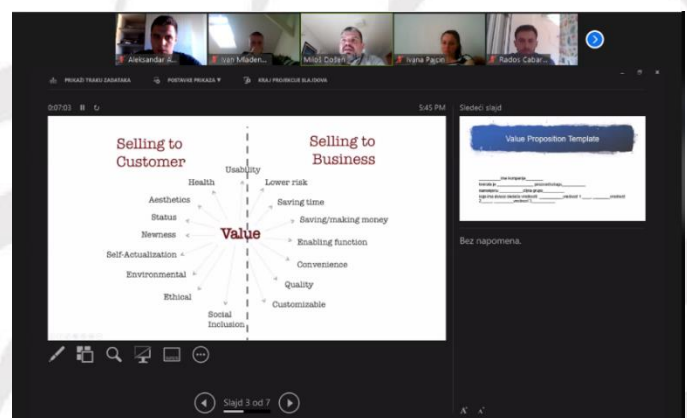 Aleksandar A...
Ivan Mladen...
Miloš Došen
Ivana Pajcin
Rados Cabar...
PRIKAŽI TRAKU ZADATAKA
POSTAVKE PRIKAZA ▼
KRAJ PROJEKCIJE SLAJDOVA
0:07:03
5:45 PM
Sledeći slajd
Selling to
Customer
Selling to
Business
Usability
Health
Lower risk
Aesthetics
Saving time
Status
Saving/making money
Newness
Value
Enabling function
Self-Actualization
Convenience
Environmental
Quality
Ethical
Customizable
Social
Inclusion
Value Proposition Template
Bez napomena.
Slajd 3 od 7
A A